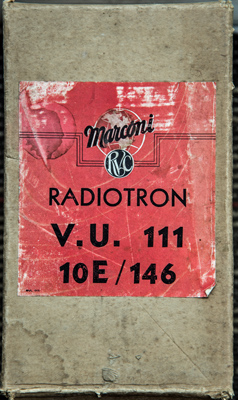 Marconi
RVC
RADIOTRON
V.U. 111
10E/146